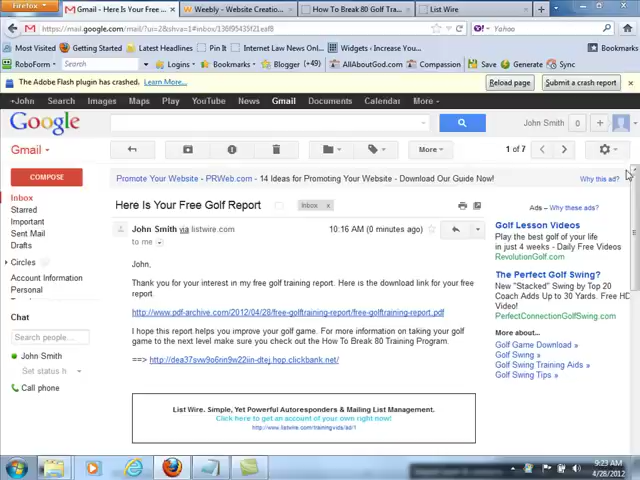 Firefox
Gmail - Here Is Your Free ...
Weebly - Website Creatio...
How To Break 80 Golf Tra...
List Wire
https://mail.google.com/mail/?ui=2&shva=1#inbox/136f95435f21fbf8
Yahoo
Most Visited Getting Started Latest Headlines Pin It Internet Law News Onl... Widgets < Increase Yo... Bookmarks
RoboForm Search Logins Bookmarks Blogger (+49) AllAboutGod.com Compassion Save Generate Sync
The Adobe Flash plugin has crashed. Learn More... Reload page Submit a crash report
+John Search Images Maps Play YouTube News Gmail Documents Calendar More
Google
John Smith 0 +
Gmail
More
1 of 7
COMPOSE
Promote Your Website - PRWeb.com - 14 Ideas for Promoting Your Website - Download Our Guide Now!
Why this ad?
Inbox
Starred
Important
Sent Mail
Drafts
Circles
Account Information
Personal
Chat
Search people...
John Smith
Set status h
Call phone
Here Is Your Free Golf Report
Inbox x
John Smith via listwire.com
10:16 AM (0 minutes ago)
to me
John,
Thank you for your interest in my free golf training report. Here is the download link for your free
report.
http://www.pdf-archive.com/2012/04/28/free-golftraining-report/free-golftraining-report.pdf
I hope this report helps you improve your golf game. For more information on taking your golf
game to the next level make sure you check out the How To Break 80 Training Program.
List Wire. Simple, Yet Powerful Autoresponders & Mailing List Management.
Click here to get an account of your own right now!
http://www.listwire.com/trainingvids/ad/1
Ads – Why these ads?
Golf Lesson Videos
Play the best golf of your
life in days - Daily Free Videos
RevolutionGolf.com
The Perfect Golf Swing?
New "Stacked" Swing by Top 20
Coach Adds Up to 30 Yards. Free HD
Video!
PerfectConnectionGolfSwing.com
More about...
Golf Game Download »
Golf Swing »
Golf Swing Training Aids »
Golf Swing Tips »
9:23 AM
4/28/2012